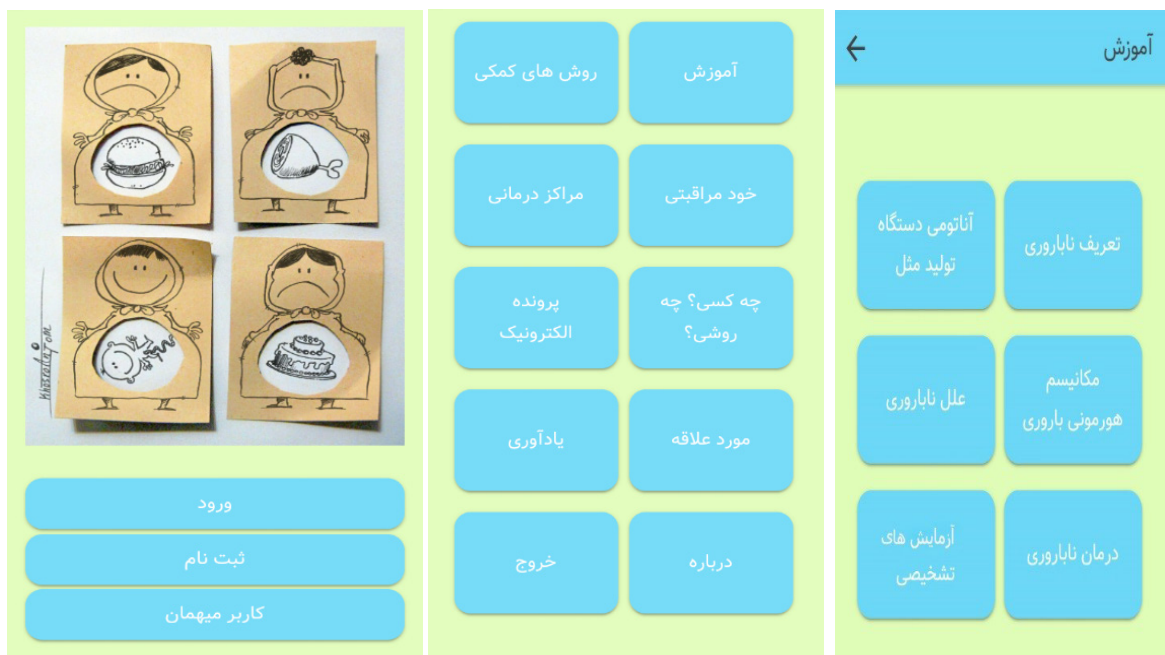 ورود
ثبت نام
کاربر میهمان
آموزش
روش های کمکی
خود مراقبتی
مراکز درمانی
چه کسی؟ چه
روشی؟
پرونده
الکترونیک
مورد علاقه
یادآوری
درباره
خروج
آموزش
تعریف ناباروری
آناتومی دستگاه
تولید مثل
مکانیسم
هورمونی باروری
علل ناباروری
درمان ناباروری
آزمایش های
تشخیصی